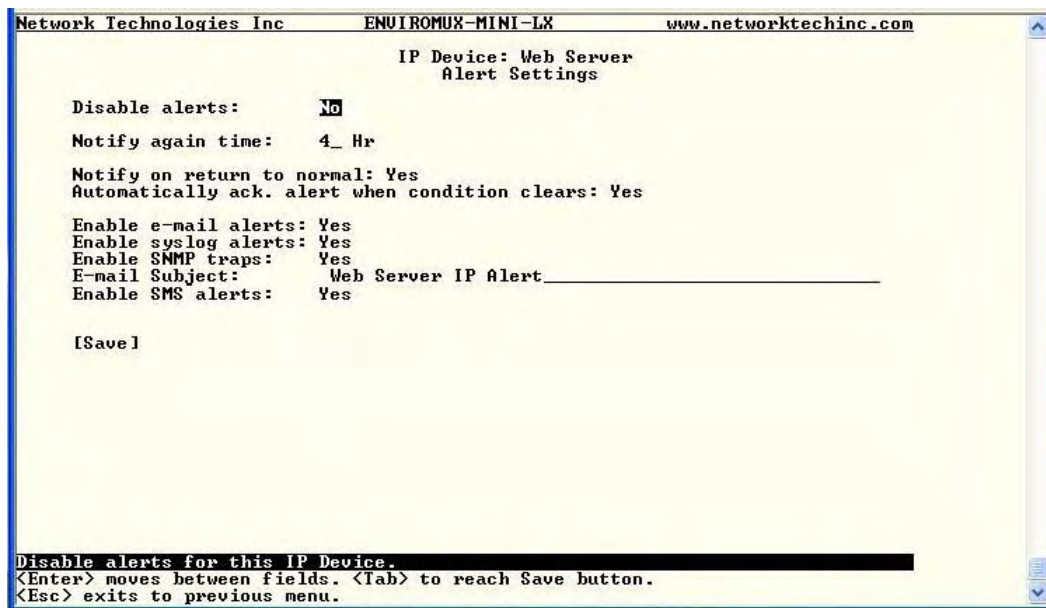 Network Technologies Inc ENVIROMUX-MINI-LX www.networktechinc.com
IP Device: Web Server
Alert Settings
Disable alerts: No
Notify again time: 4_ Hr
Notify on return to normal: Yes
Automatically ack. alert when condition clears: Yes
Enable e-mail alerts: Yes
Enable syslog alerts: Yes
Enable SNMP traps: Yes
E-mail Subject: Web Server IP Alert______________________________
Enable SMS alerts: Yes
[Save]
Disable alerts for this IP Device.
<Enter> moves between fields. <Tab> to reach Save button.
<Esc> exits to previous menu.